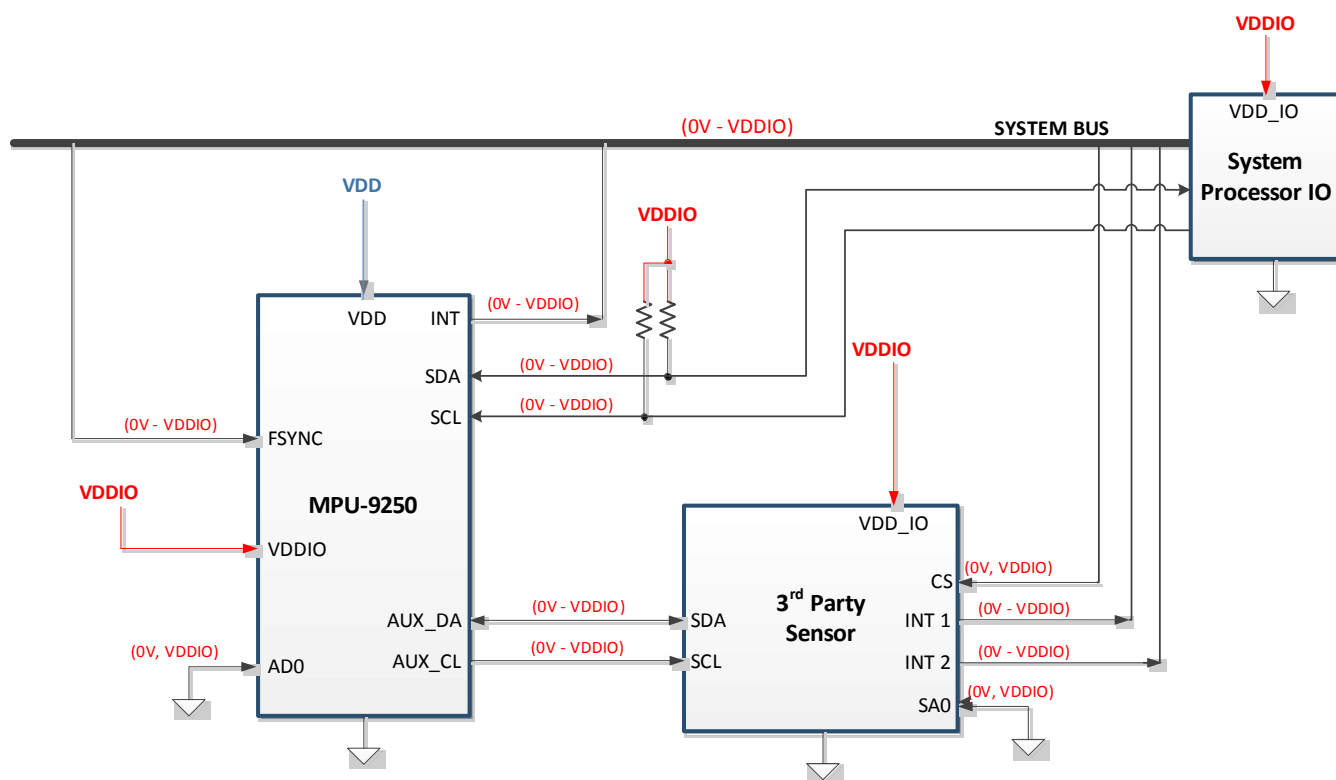 VDDIO
VDD_IO
System
Processor IO
(0V - VDDIO)
SYSTEM BUS
VDD
VDDIO
VDD
INT
(0V - VDDIO)
SDA
(0V - VDDIO)
SCL
(0V - VDDIO)
(0V - VDDIO)
FSYNC
MPU-9250
VDDIO
VDDIO
AUX_DA
(0V - VDDIO)
AUX_CL
(0V - VDDIO)
(0V, VDDIO)
AD0
VDDIO
VDD_IO
3rd Party
Sensor
CS
(0V, VDDIO)
SDA
INT 1
(0V - VDDIO)
SCL
INT 2
(0V - VDDIO)
SA0
(0V, VDDIO)